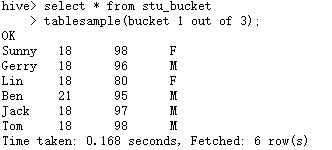 hive> select * from stu_bucket
    > tablesample(bucket 1 out of 3);
OK
Sunny   18      98      F
Gerry   18      96      M
Lin     18      80      F
Ben     21      95      M
Jack    18      97      M
Tom     18      98      M
Time taken: 0.168 seconds, Fetched: 6 row(s)